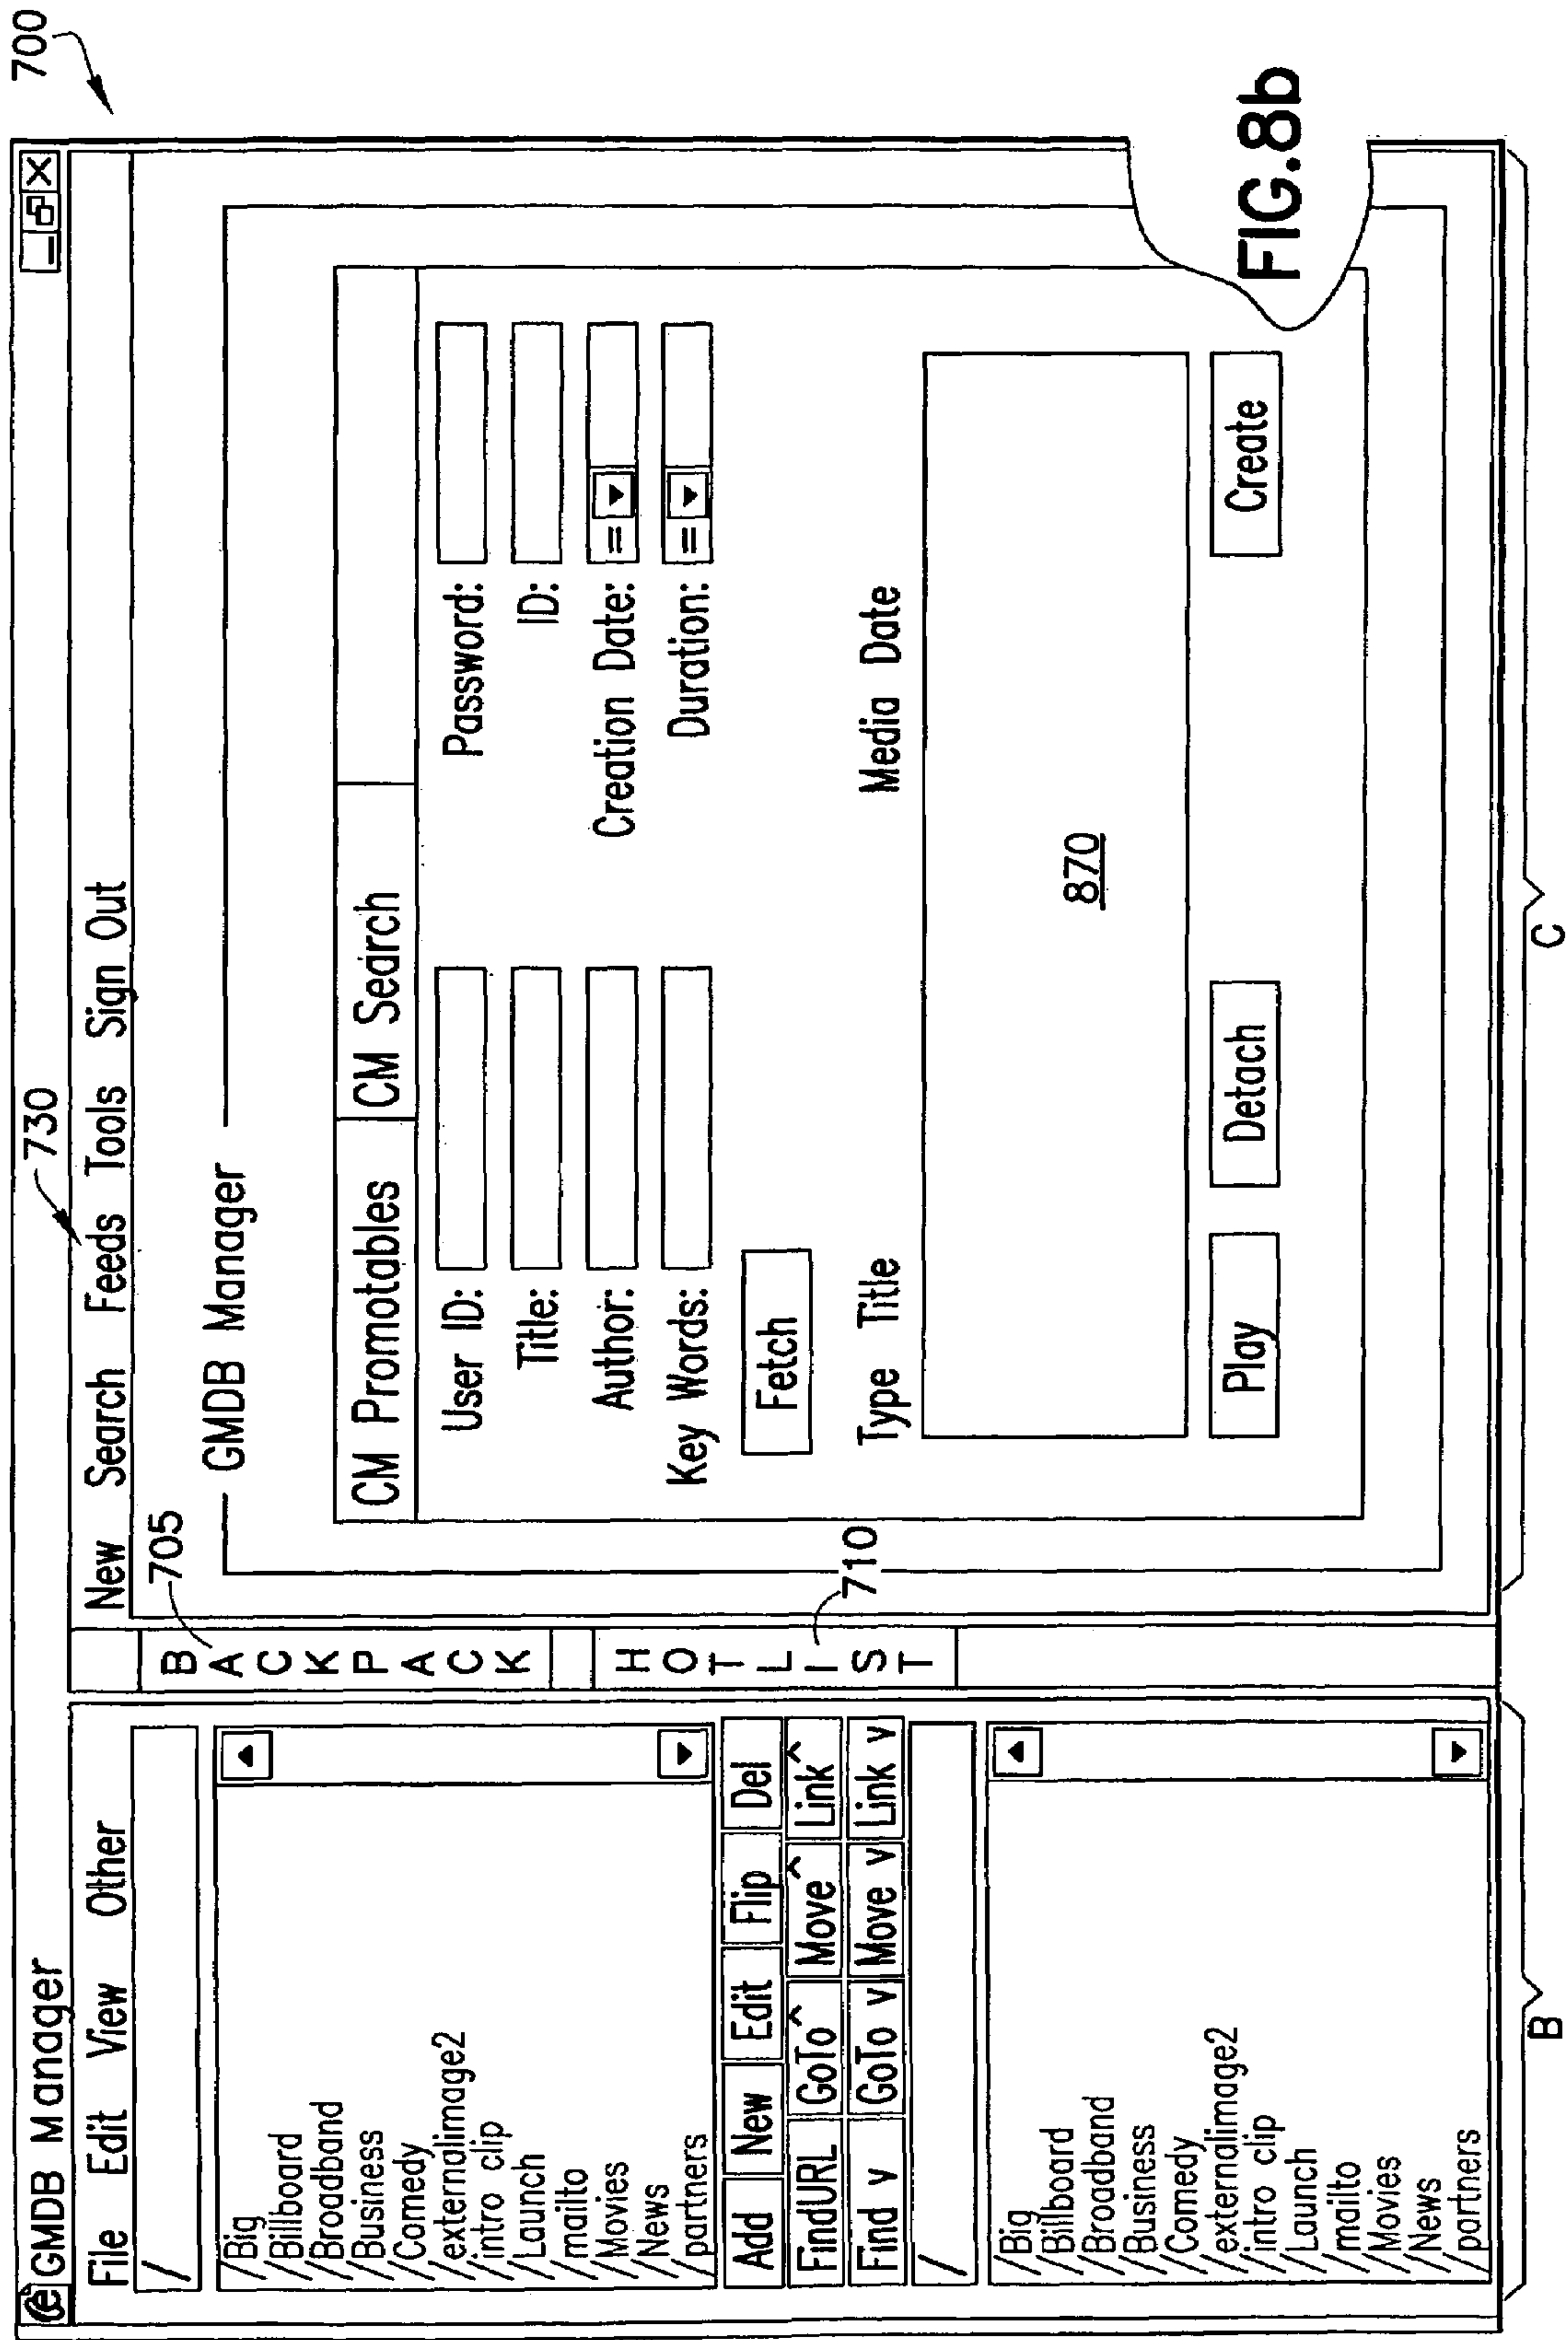 700
@GMDB Manager
730
File Edit View Other
New Search Feeds Tools Sign Out
/
/Big
/Billboard
/Broadband
/Business
/Comedy
/externalimage2
/intro clip
/Launch
/mailto
/Movies
/News
/partners
Add New Edit Flip Del
FindURL GoTo^ Move^ Link^
Find v GoTo v Move v Link v
/
/Big
/Billboard
/Broadband
/Business
/Comedy
/externalimage2
/intro clip
/Launch
/mailto
/Movies
/News
/partners
BACKPACK
705
HOTLIST
710
GMDB Manager
CM Promotables CM Search
User ID: Password:
Title: ID:
Author: Creation Date: =
Key Words: Duration: =
Fetch
Type Title Media Date
870
Play Detach Create
B
C
FIG.8b